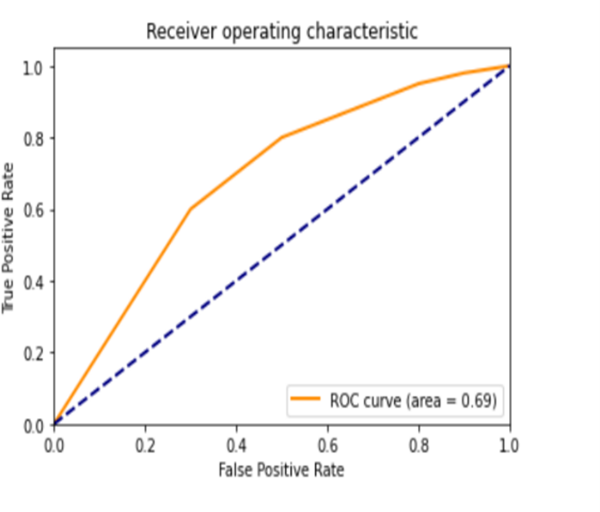 Receiver operating characteristic
True Positive Rate
1.0
0.8
0.6
0.4
0.2
0.0
ROC curve (area = 0.69)
0.0 0.2 0.4 0.6 0.8 1.0
False Positive Rate